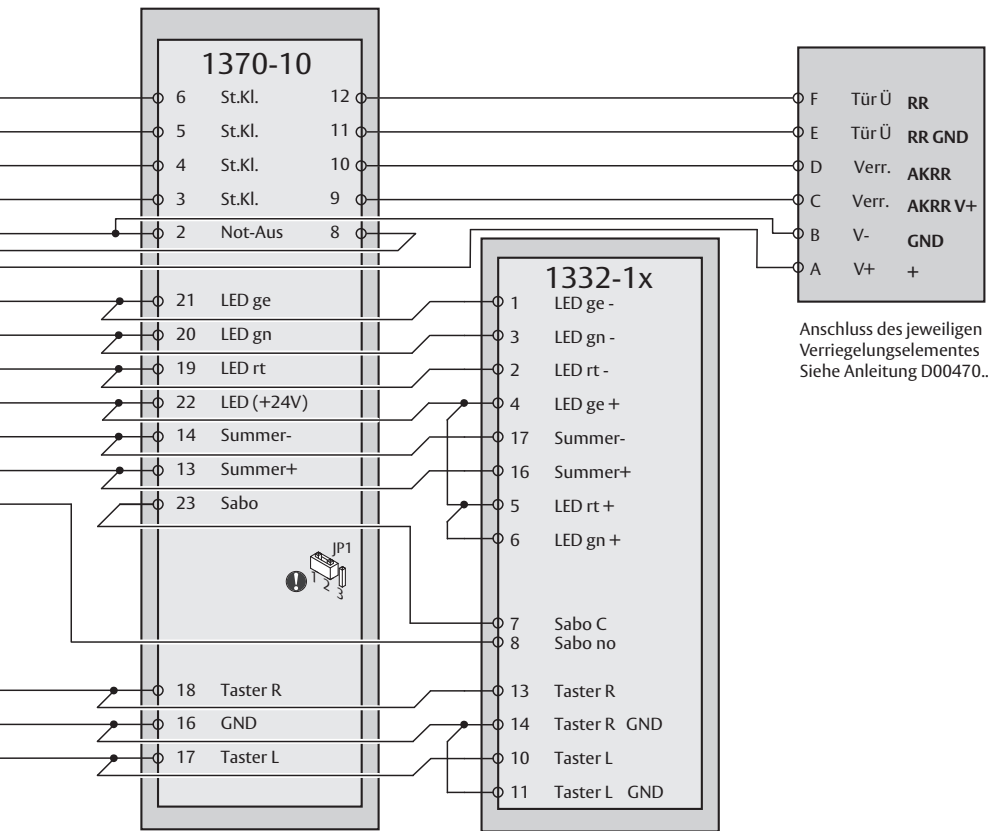 1370-10
6 St.Kl. 12
5 St.Kl. 11
4 St.Kl. 10
3 St.Kl. 9
2 Not-Aus 8
21 LED ge
20 LED gn
19 LED rt
22 LED (+24V)
14 Summer-
13 Summer+
23 Sabo
JP1
1 2 3
18 Taster R
16 GND
17 Taster L
1332-1x
1 LED ge -
3 LED gn -
2 LED rt -
4 LED ge +
17 Summer-
16 Summer+
5 LED rt +
6 LED gn +
7 Sabo C
8 Sabo no
13 Taster R
14 Taster R GND
10 Taster L
11 Taster L GND
F Tür Ü RR
E Tür Ü RR GND
D Verr. AKRR
C Verr. AKRR V+
B V- GND
A V+ +
Anschluss des jeweiligen
Verriegelungselementes
Siehe Anleitung D00470..